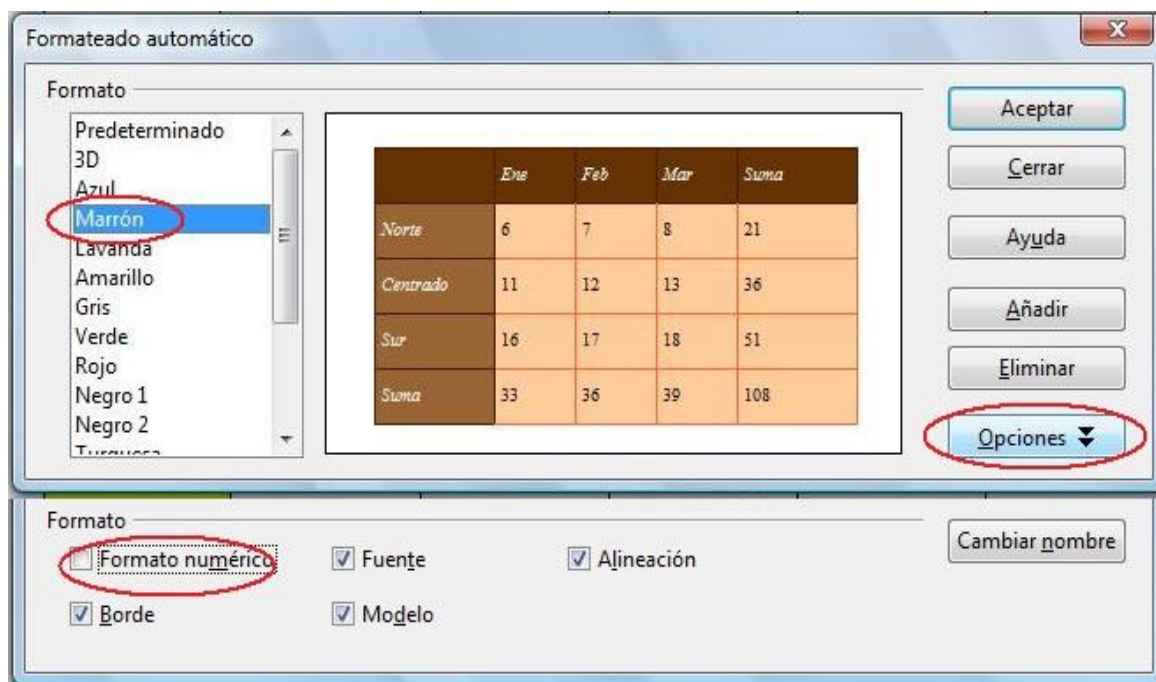 Formateado automático
Formato
Predeterminado
3D
Azul
Marrón
Lavanda
Amarillo
Gris
Verde
Rojo
Negro 1
Negro 2
Turquesa
Ene Feb Mar Suma
Norte 6 7 8 21
Centrado 11 12 13 36
Sur 16 17 18 51
Suma 33 36 39 108
Aceptar
Cerrar
Ayuda
Añadir
Eliminar
Opciones
Formato
Formato numérico Fuente Alineación
Borde Modelo
Cambiar nombre